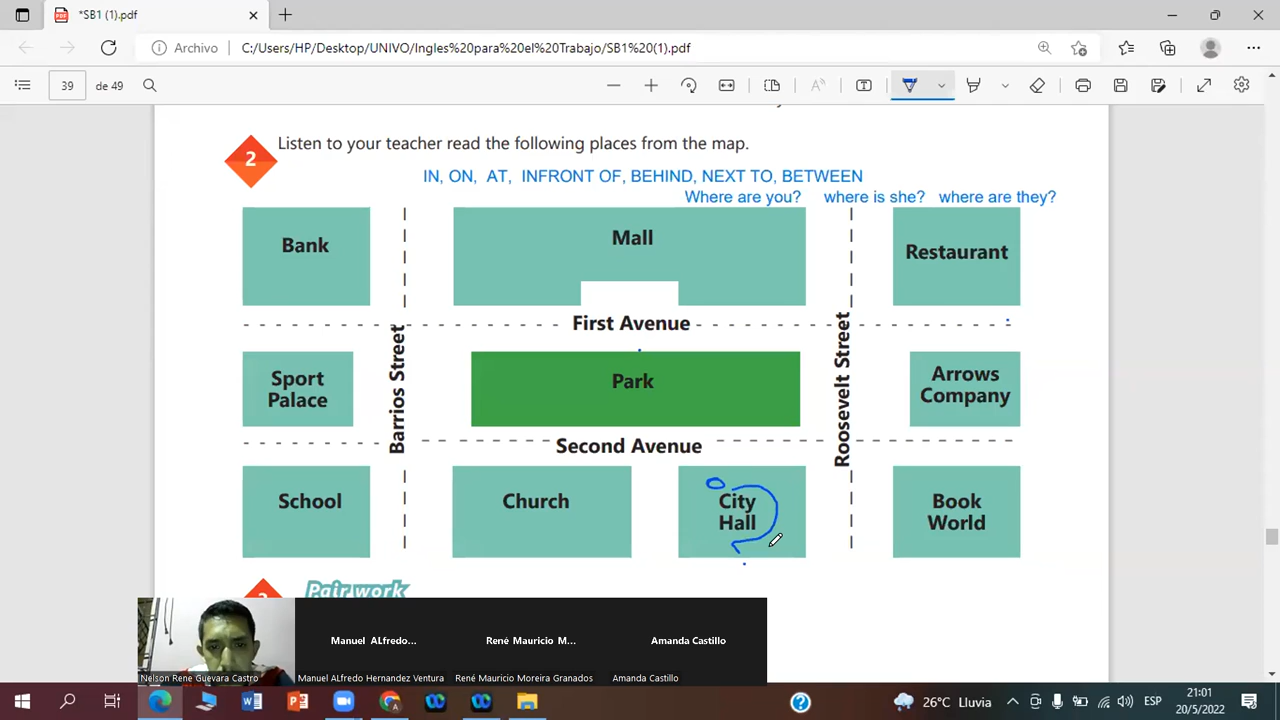 *SB1 (1).pdf
Archivo
C:/Users/HP/Desktop/UNIVO/Ingles%20para%20el%20Trabajo/SB1%20(1).pdf
39
de 49
2
Listen to your teacher read the following places from the map.
IN, ON, AT, INFRONT OF, BEHIND, NEXT TO, BETWEEN
Where are you? where is she? where are they?
Bank
Mall
Restaurant
First Avenue
Barrios Street
Roosevelt Street
Sport
Palace
Park
Arrows
Company
Second Avenue
School
Church
City
Hall
Book
World
Pair work
Manuel ALfredo...
René Mauricio M...
Amanda Castillo
Nelson Rene Guevara Castro
Manuel ALfredo Hernandez Ventura
René Mauricio Moreira Granados
Amanda Castillo
26°C Lluvia
ESP
21:01
20/5/2022